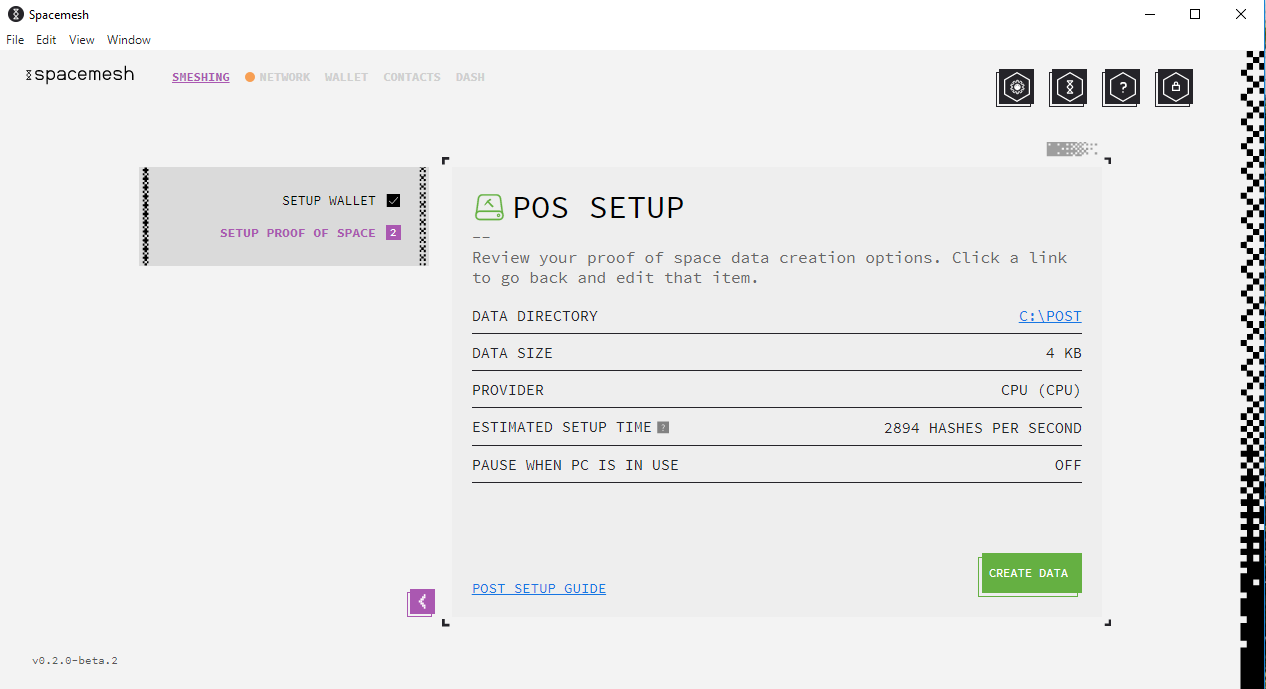 Spacemesh
File Edit View Window
spacemesh
SMESHING NETWORK WALLET CONTACTS DASH
?
SETUP WALLET
SETUP PROOF OF SPACE 2
POS SETUP
--
Review your proof of space data creation options. Click a link
to go back and edit that item.
DATA DIRECTORY C:\POST
DATA SIZE 4 KB
PROVIDER CPU (CPU)
ESTIMATED SETUP TIME ? 2894 HASHES PER SECOND
PAUSE WHEN PC IS IN USE OFF
POST SETUP GUIDE
CREATE DATA
v0.2.0-beta.2